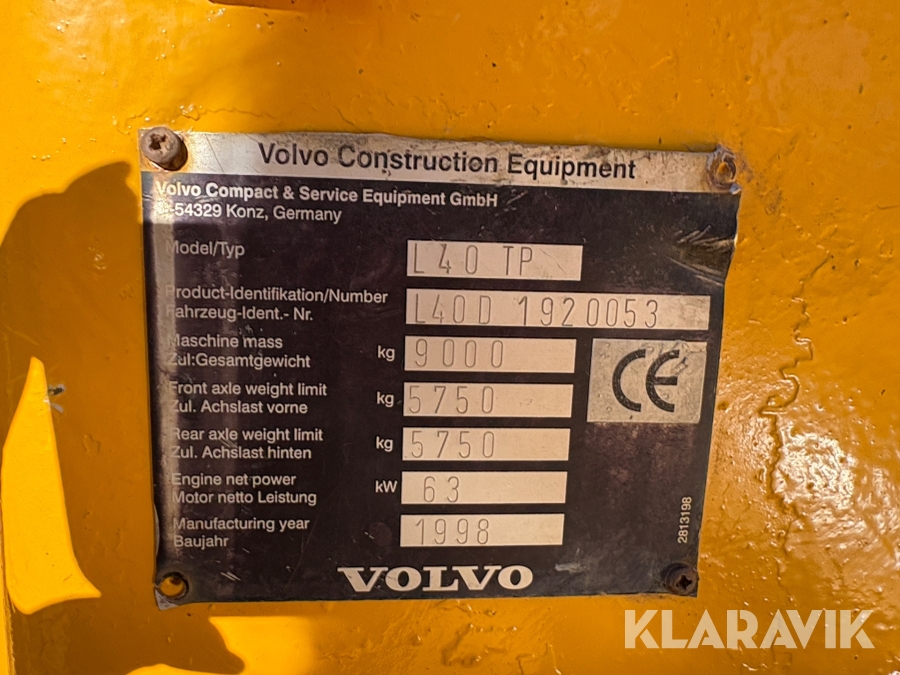 Volvo Construction Equipment
Volvo Compact & Service Equipment GmbH
54329 Konz, Germany
Model/Typ L40 TP
Product-Identifikation/Number
Fahrzeug-Ident.- Nr. L40D 1920053
Maschine mass
Zul:Gesamtgewicht kg 9000
CE
Front axle weight limit
Zul. Achslast vorne kg 5750
Rear axle weight limit
Zul. Achslast hinten kg 5750
Engine net power
Motor netto Leistung kW 63
Manufacturing year
Baujahr 1998
2813198
VOLVO
KLARAVIK